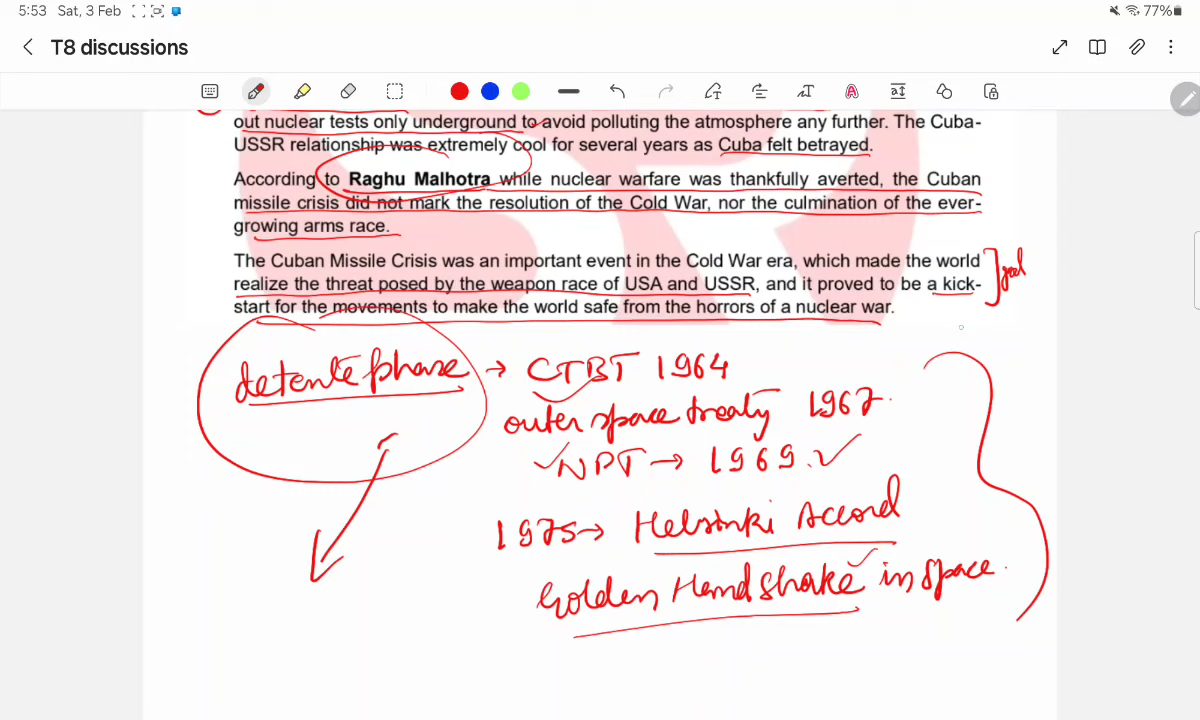 5:53 Sat, 3 Feb
77%
T8 discussions
out nuclear tests only underground to avoid polluting the atmosphere any further. The Cuba-
USSR relationship was extremely cool for several years as Cuba felt betrayed.
According to Raghu Malhotra while nuclear warfare was thankfully averted, the Cuban
missile crisis did not mark the resolution of the Cold War, nor the culmination of the ever-
growing arms race.
The Cuban Missile Crisis was an important event in the Cold War era, which made the world
realize the threat posed by the weapon race of USA and USSR, and it proved to be a kick-
start for the movements to make the world safe from the horrors of a nuclear war.
detente phase → CTBT 1964
outer space treaty 1967.
NPT → 1969.
1975 → Helsinki Accord
Golden Handshake in space.